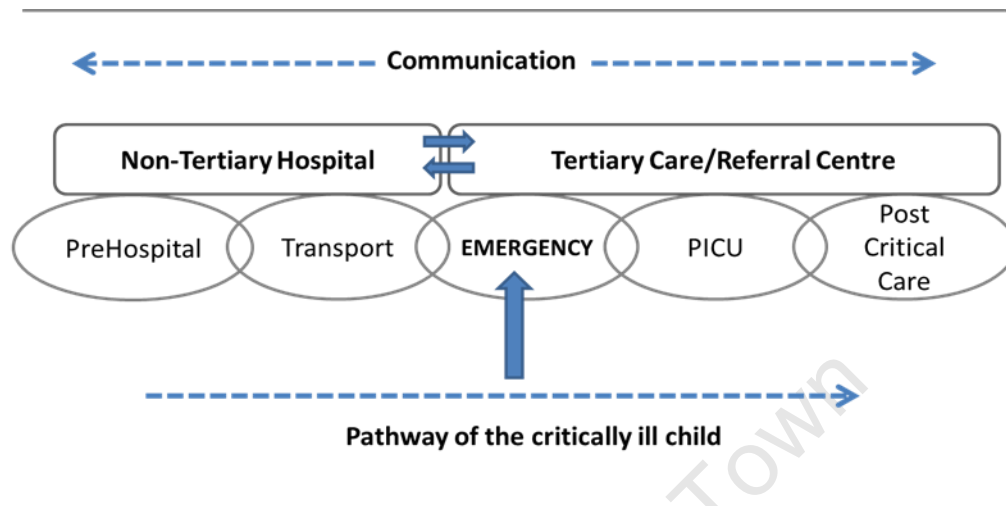 Communication
Non-Tertiary Hospital
Tertiary Care/Referral Centre
PreHospital
Transport
EMERGENCY
PICU
Post
Critical
Care
Pathway of the critically ill child
Town